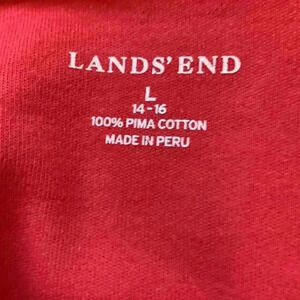 LANDS' END
L
14-16
100% PIMA COTTON
MADE IN PERU